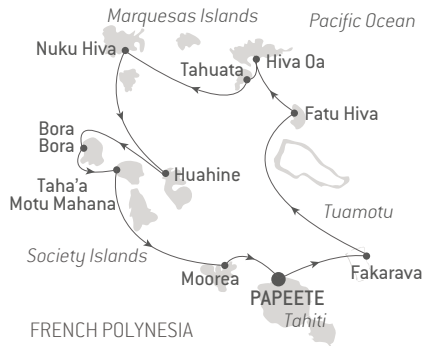 Marquesas Islands
Pacific Ocean
Nuku Hiva
Hiva Oa
Tahuata
Fatu Hiva
Bora
Bora
Huahine
Taha'a
Motu Mahana
Tuamotu
Society Islands
Moorea
Fakarava
PAPEETE
Tahiti
FRENCH POLYNESIA